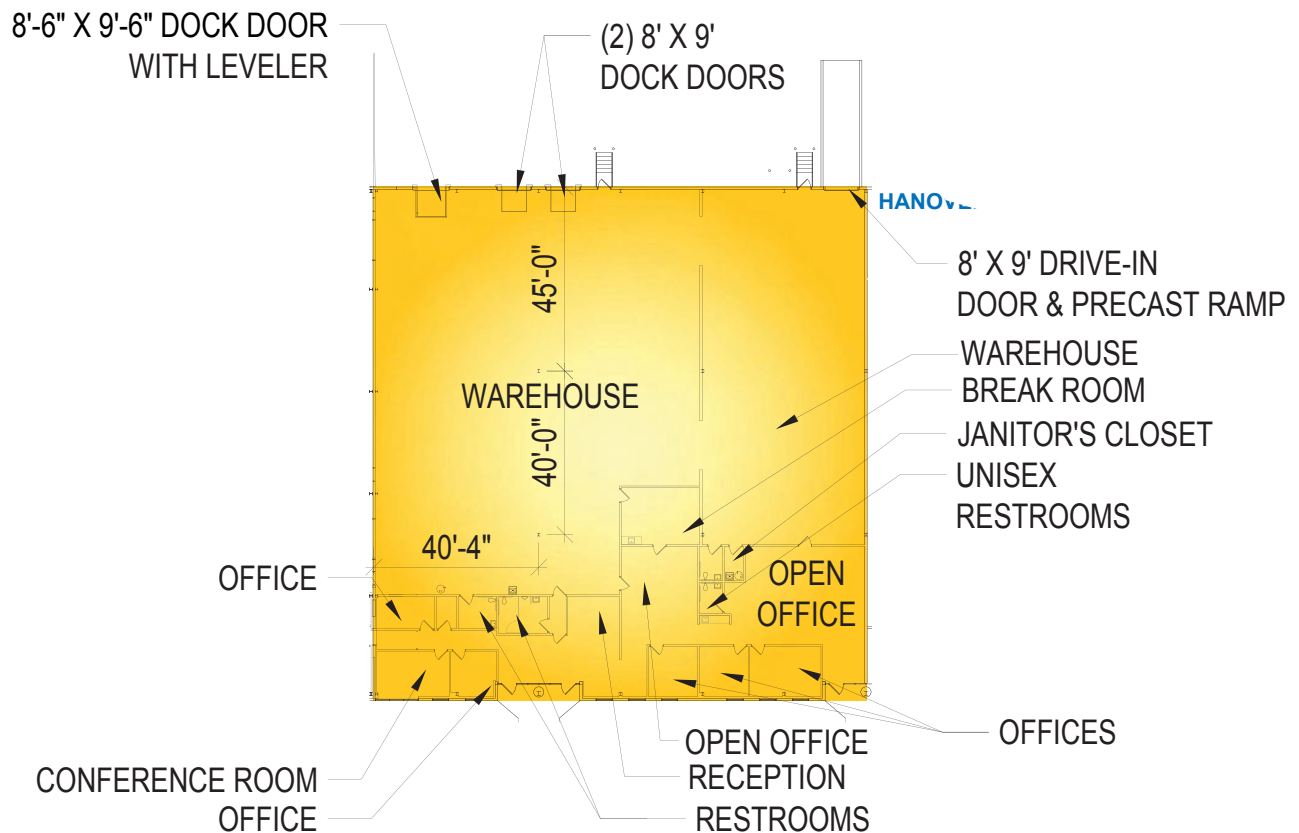 8'-6" X 9'-6" DOCK DOOR
WITH LEVELER
(2) 8' X 9'
DOCK DOORS
8' X 9' DRIVE-IN
DOOR & PRECAST RAMP
45'-0"
WAREHOUSE
WAREHOUSE
BREAK ROOM
40'-0"
JANITOR'S CLOSET
UNISEX
RESTROOMS
40'-4"
OFFICE
OPEN
OFFICE
OPEN OFFICE
OFFICES
CONFERENCE ROOM
RECEPTION
OFFICE
RESTROOMS